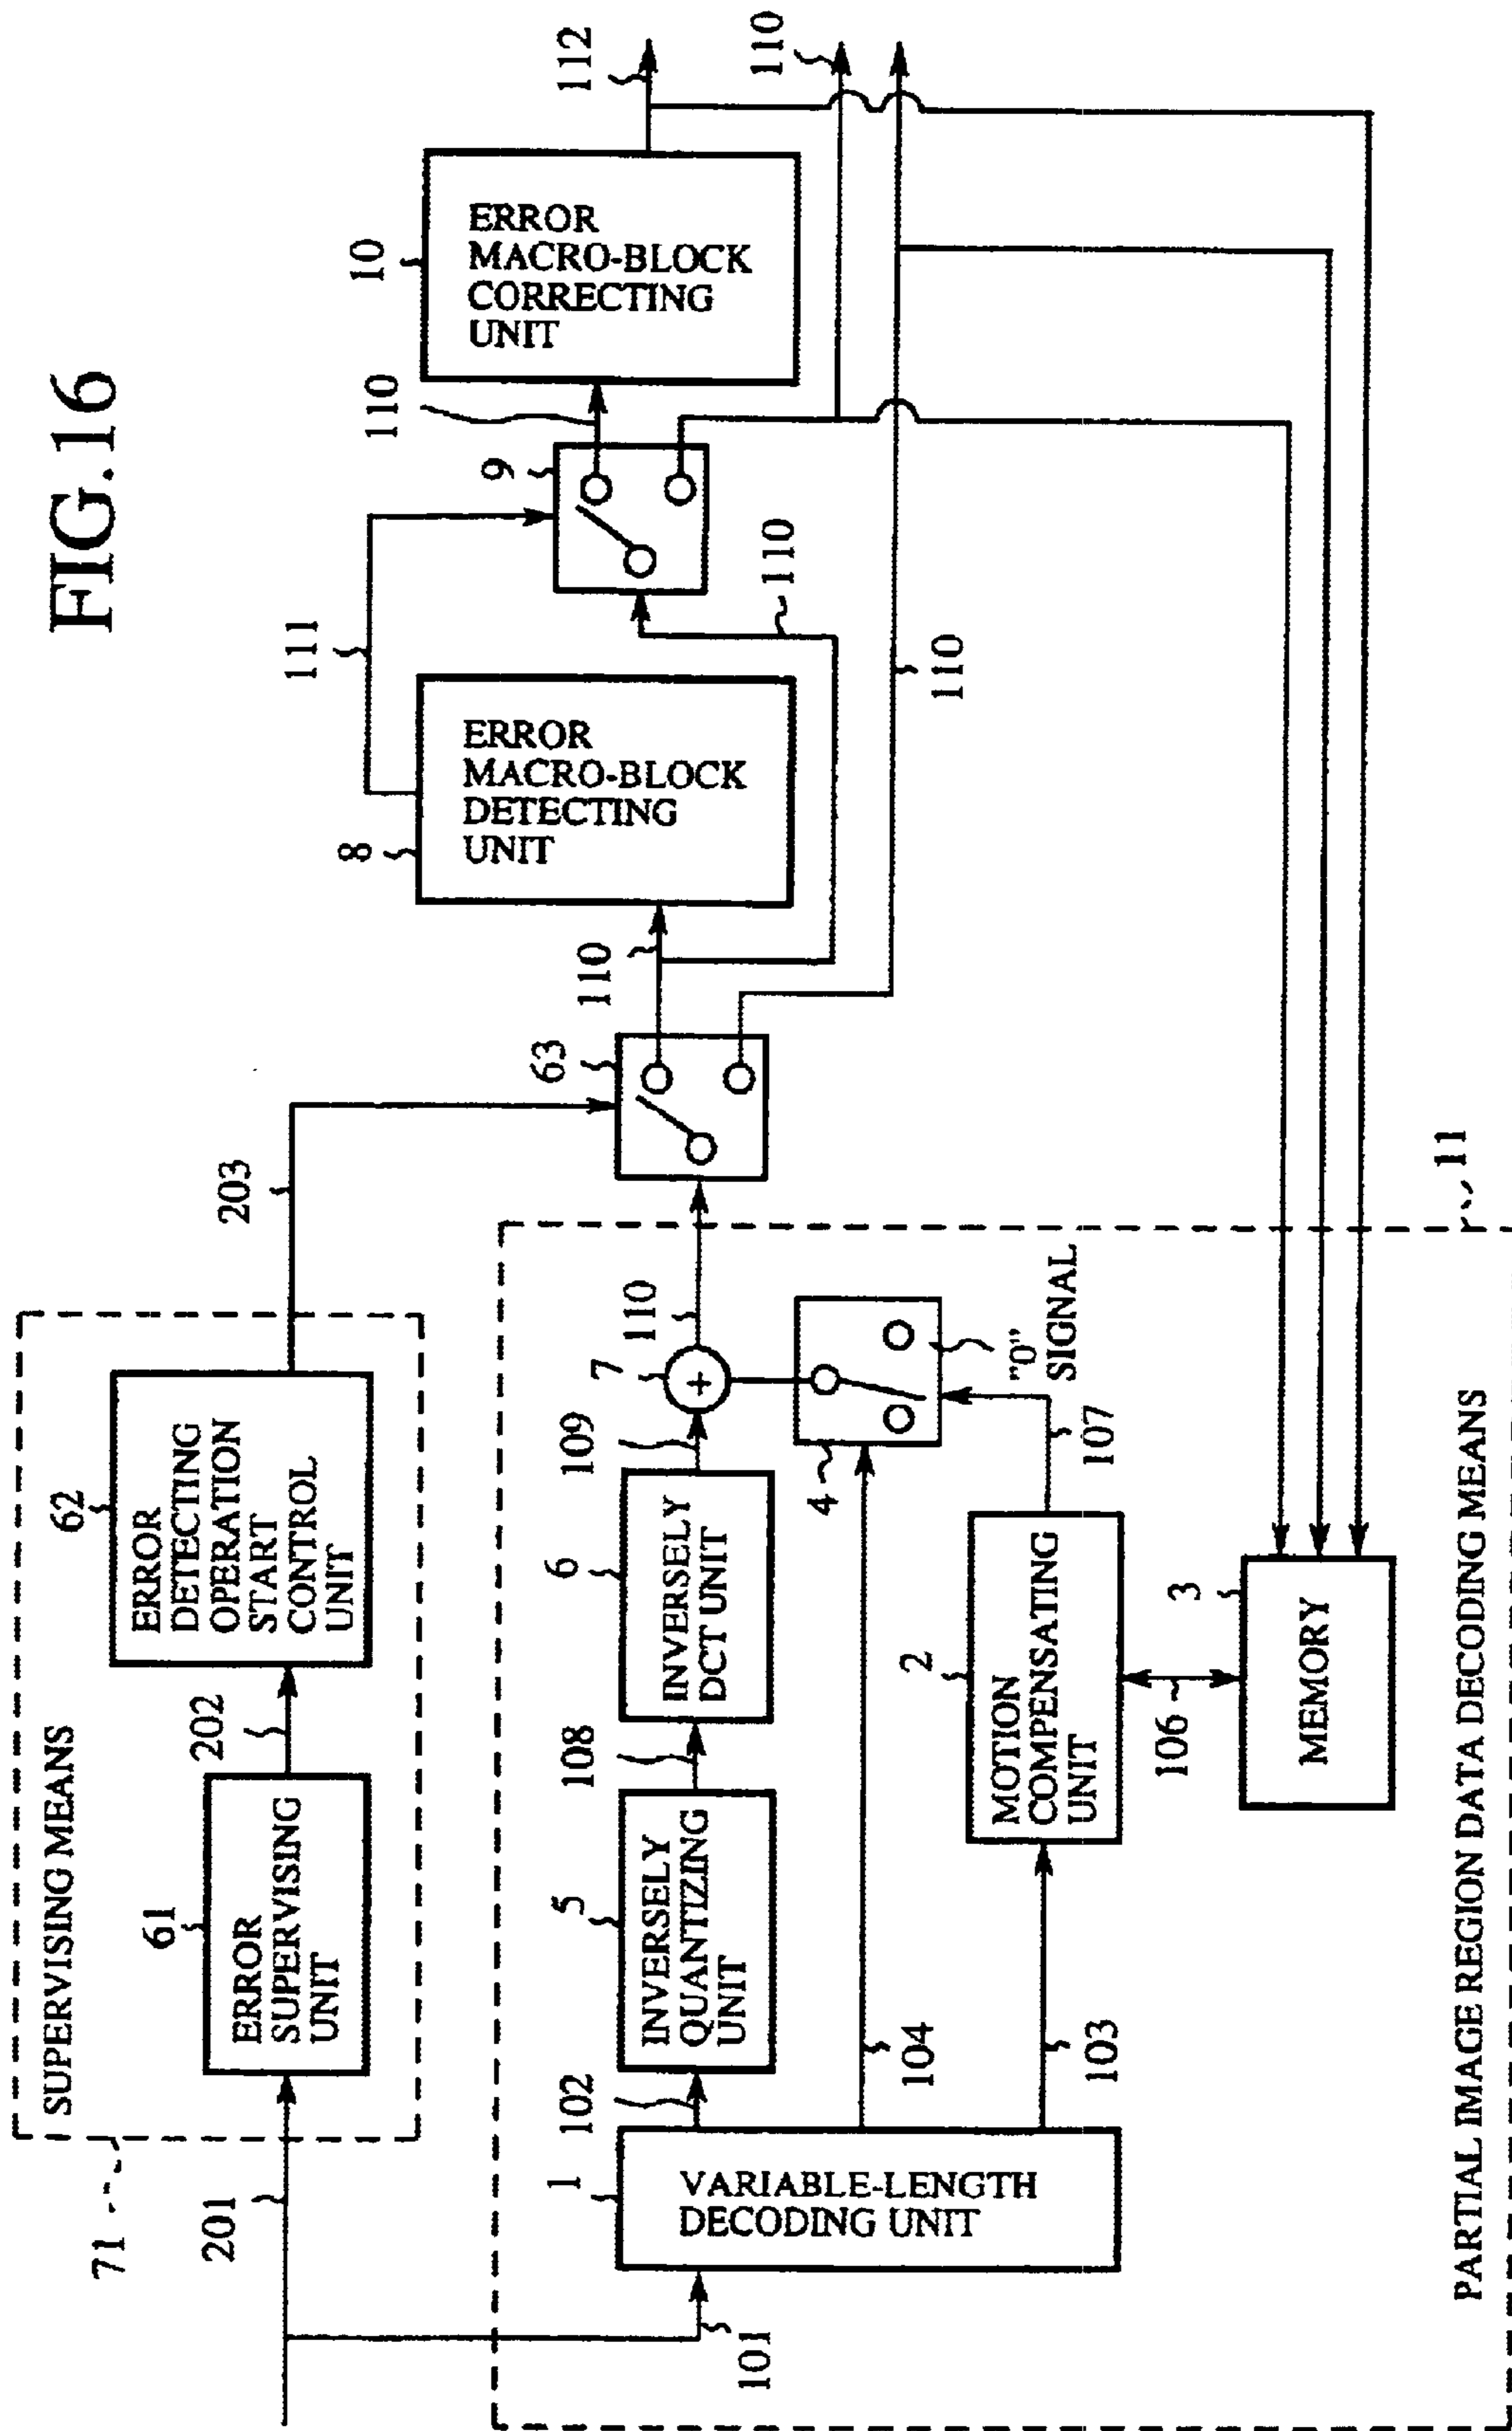 FIG.16
71
SUPERVISING MEANS
201
61
ERROR
SUPERVISING
UNIT
202
62
ERROR
DETECTING
OPERATION
START
CONTROL
UNIT
203
101
1
VARIABLE-LENGTH
DECODING UNIT
102
5
INVERSELY
QUANTIZING
UNIT
108
6
INVERSELY
DCT UNIT
109
7
+
110
104
4
"0"
SIGNAL
103
2
MOTION
COMPENSATING
UNIT
107
106
3
MEMORY
PARTIAL IMAGE REGION DATA DECODING MEANS
11
63
110
8
ERROR
MACRO-BLOCK
DETECTING
UNIT
111
110
110
9
110
10
ERROR
MACRO-BLOCK
CORRECTING
UNIT
112
110